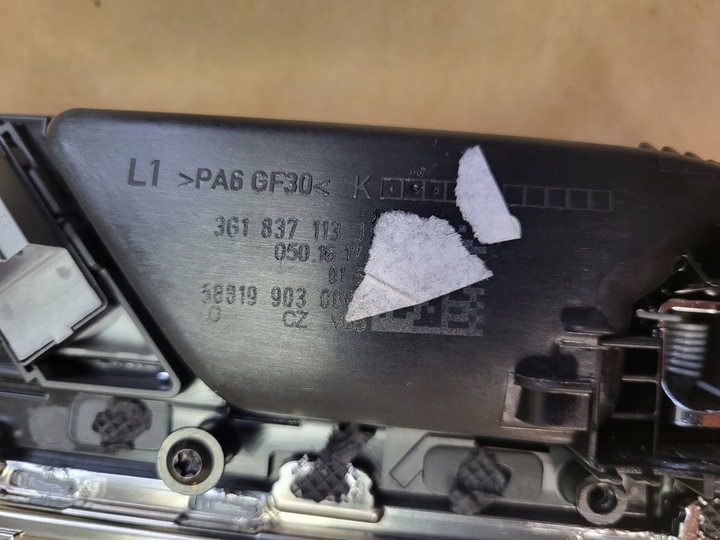 L1 >PA6 GF30< K
3G1 837 113
050.16 17
01
58819 903
O CZ